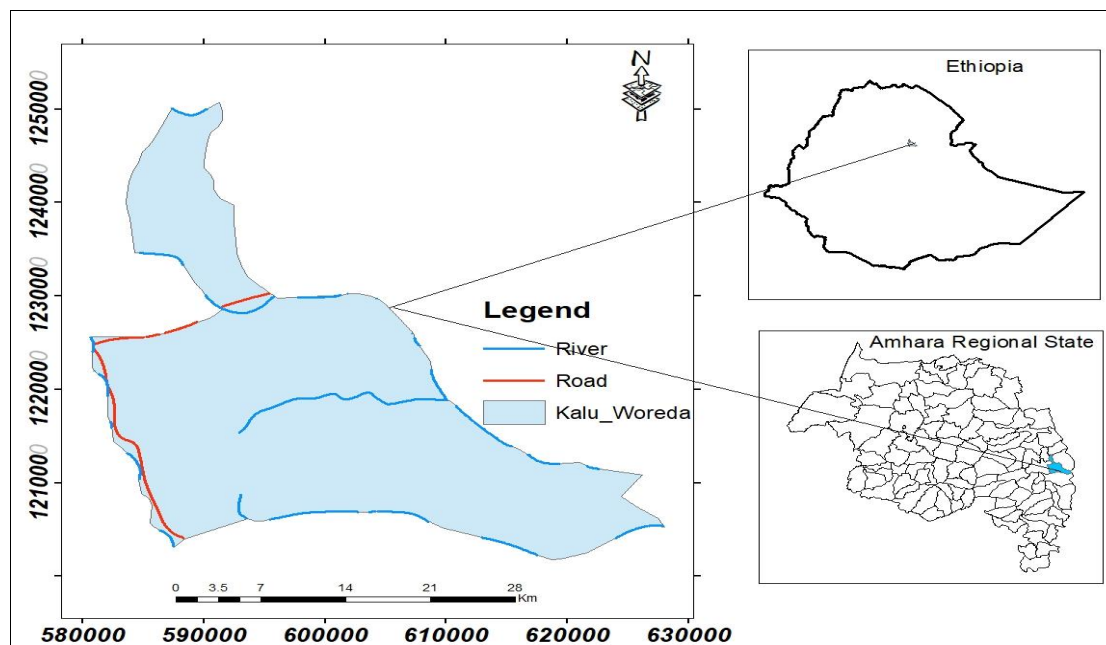 N
1250000
1240000
1230000
1220000
1210000
Legend
River
Road
Kalu_Woreda
0 3.5 7 14 21 28
Km
580000 590000 600000 610000 620000 630000
Ethiopia
Amhara Regional State